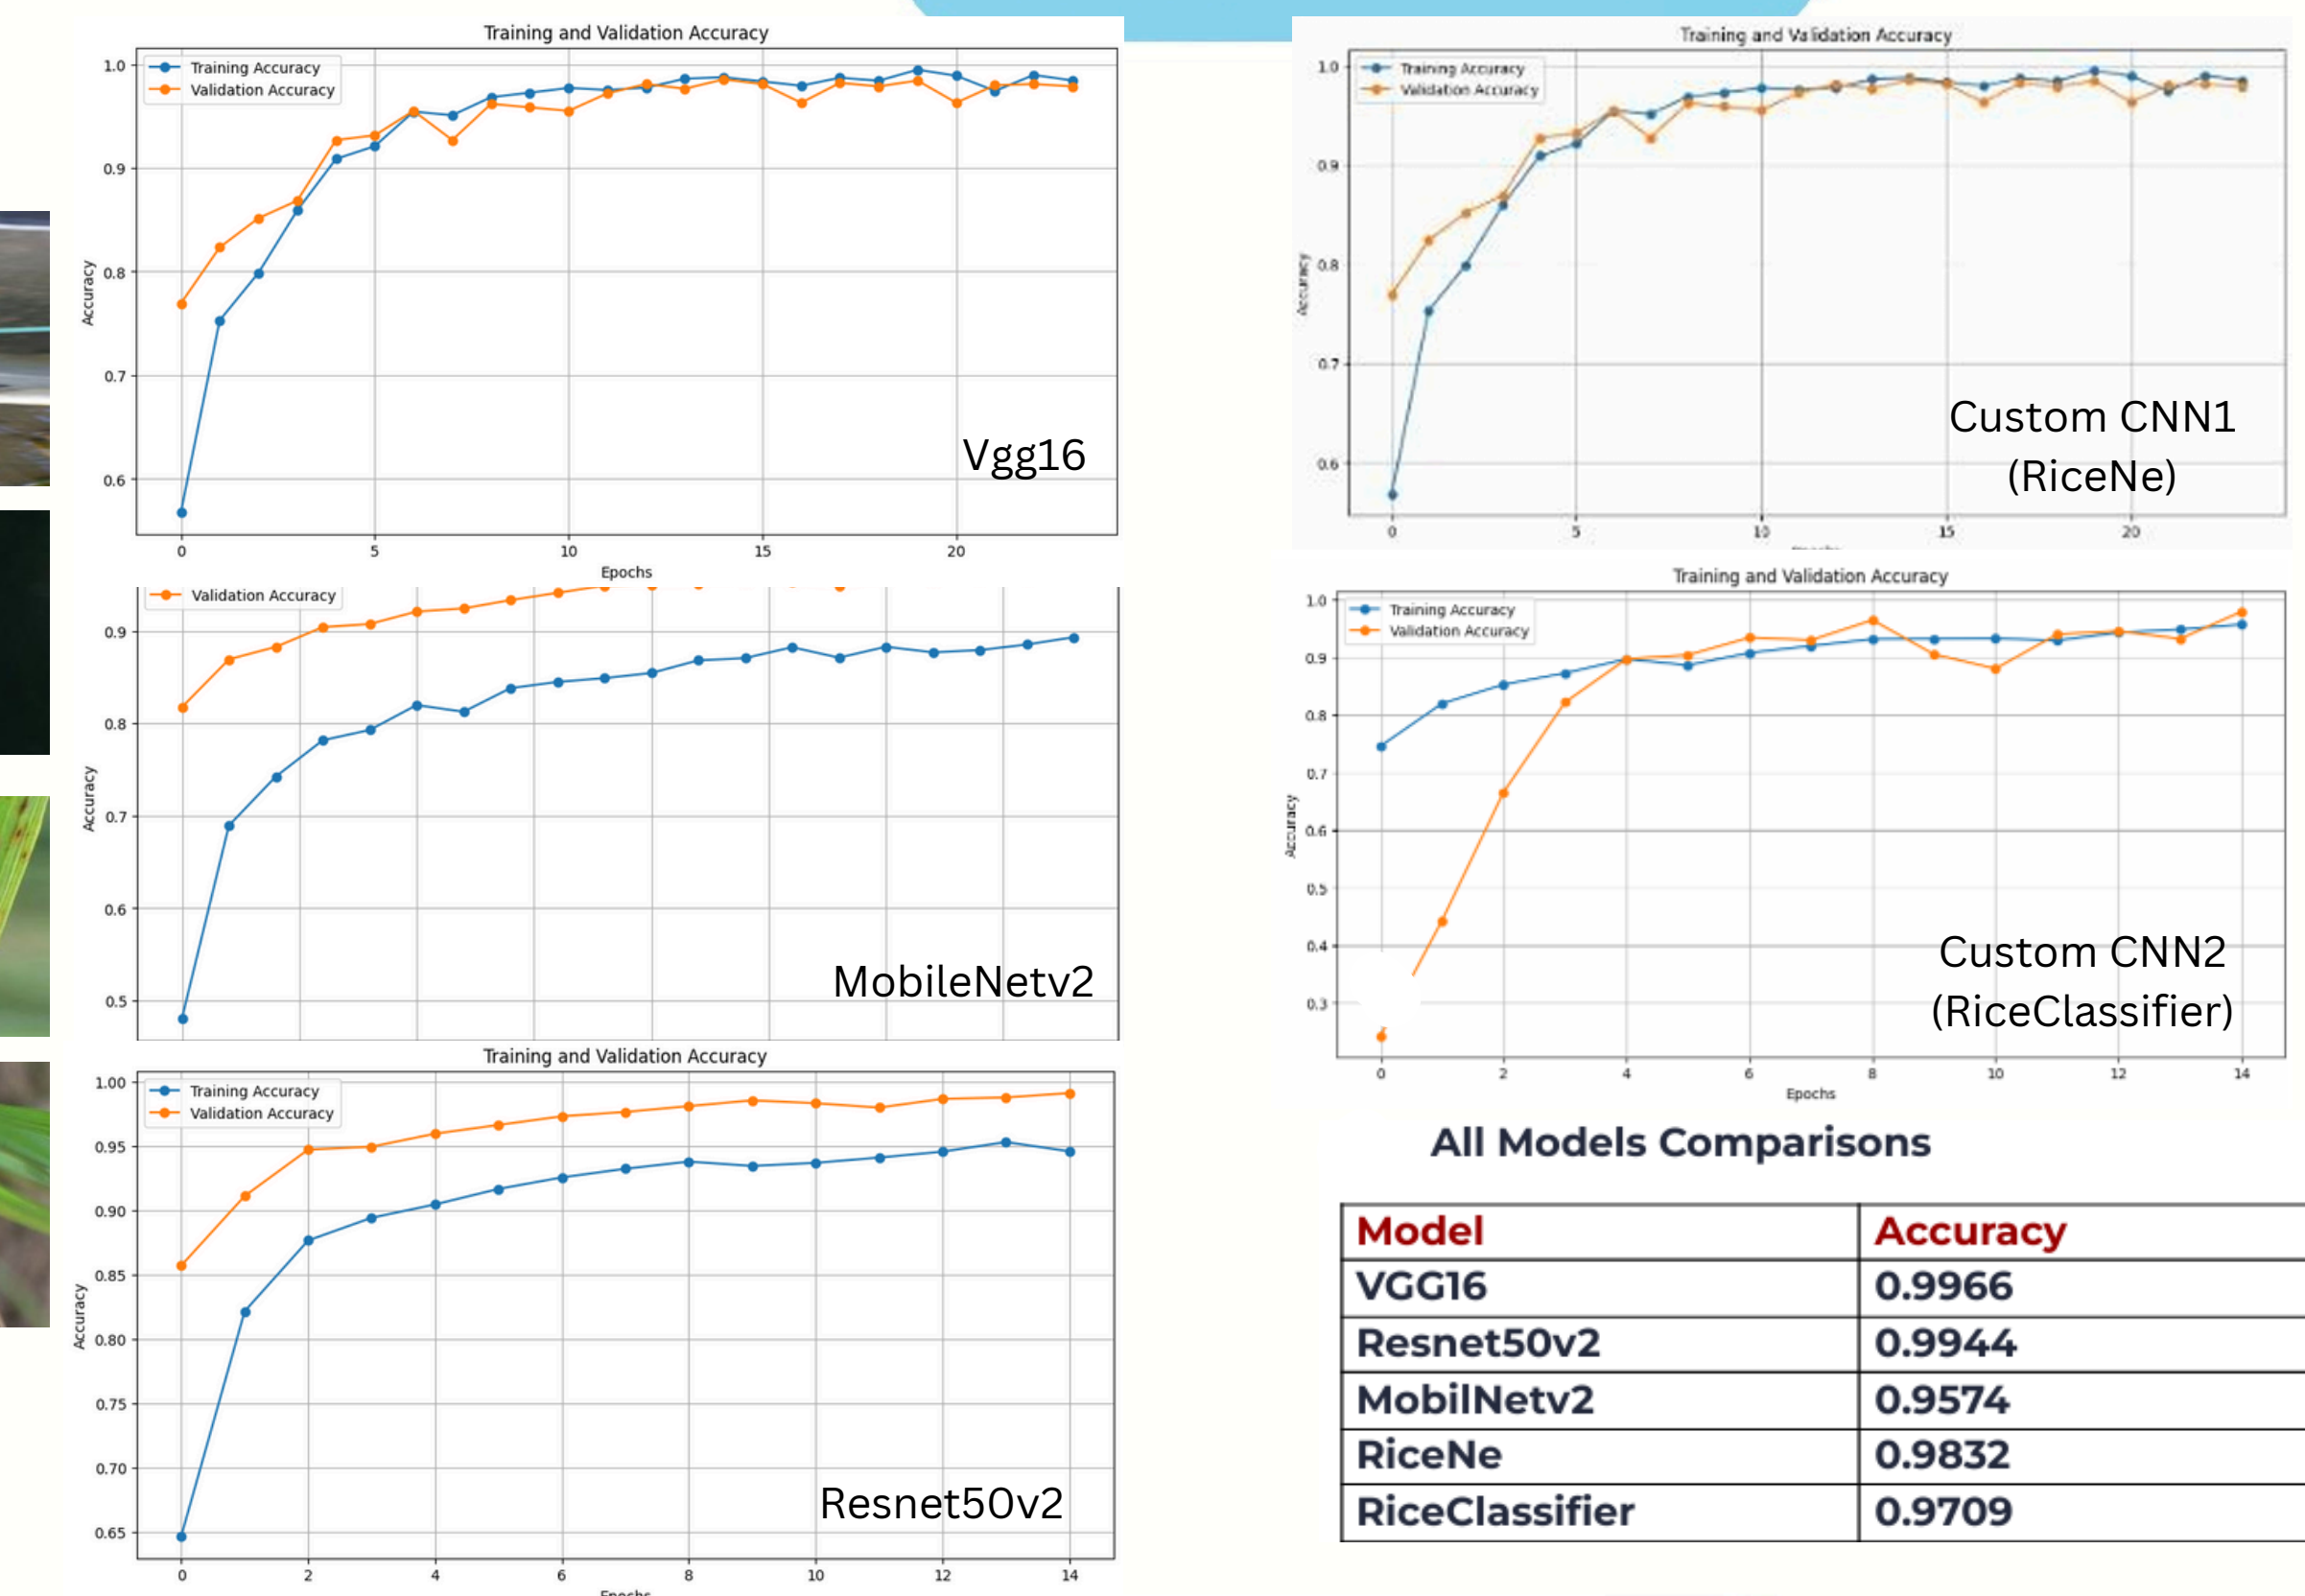 Training and Validation Accuracy
Training Accuracy
Validation Accuracy
1.0
0.9
0.8
0.7
0.6
Accuracy
0 5 10 15 20
Epochs
Vgg16
Validation Accuracy
0.9
0.8
0.7
0.6
0.5
Accuracy
MobileNetv2
Training and Validation Accuracy
Training Accuracy
Validation Accuracy
1.00
0.95
0.90
0.85
0.80
0.75
0.70
0.65
Accuracy
0 2 4 6 8 10 12 14
Epochs
Resnet50v2
Training and Validation Accuracy
Training Accuracy
Validation Accuracy
1.0
0.9
0.8
0.7
0.6
Accuracy
0 5 10 15 20
Custom CNN1
(RiceNe)
Training and Validation Accuracy
Training Accuracy
Validation Accuracy
1.0
0.9
0.8
0.7
0.6
0.5
0.4
0.3
Accuracy
0 2 4 6 8 10 12 14
Epochs
Custom CNN2
(RiceClassifier)
All Models Comparisons
Model Accuracy
VGG16 0.9966
Resnet50v2 0.9944
MobilNetv2 0.9574
RiceNe 0.9832
RiceClassifier 0.9709